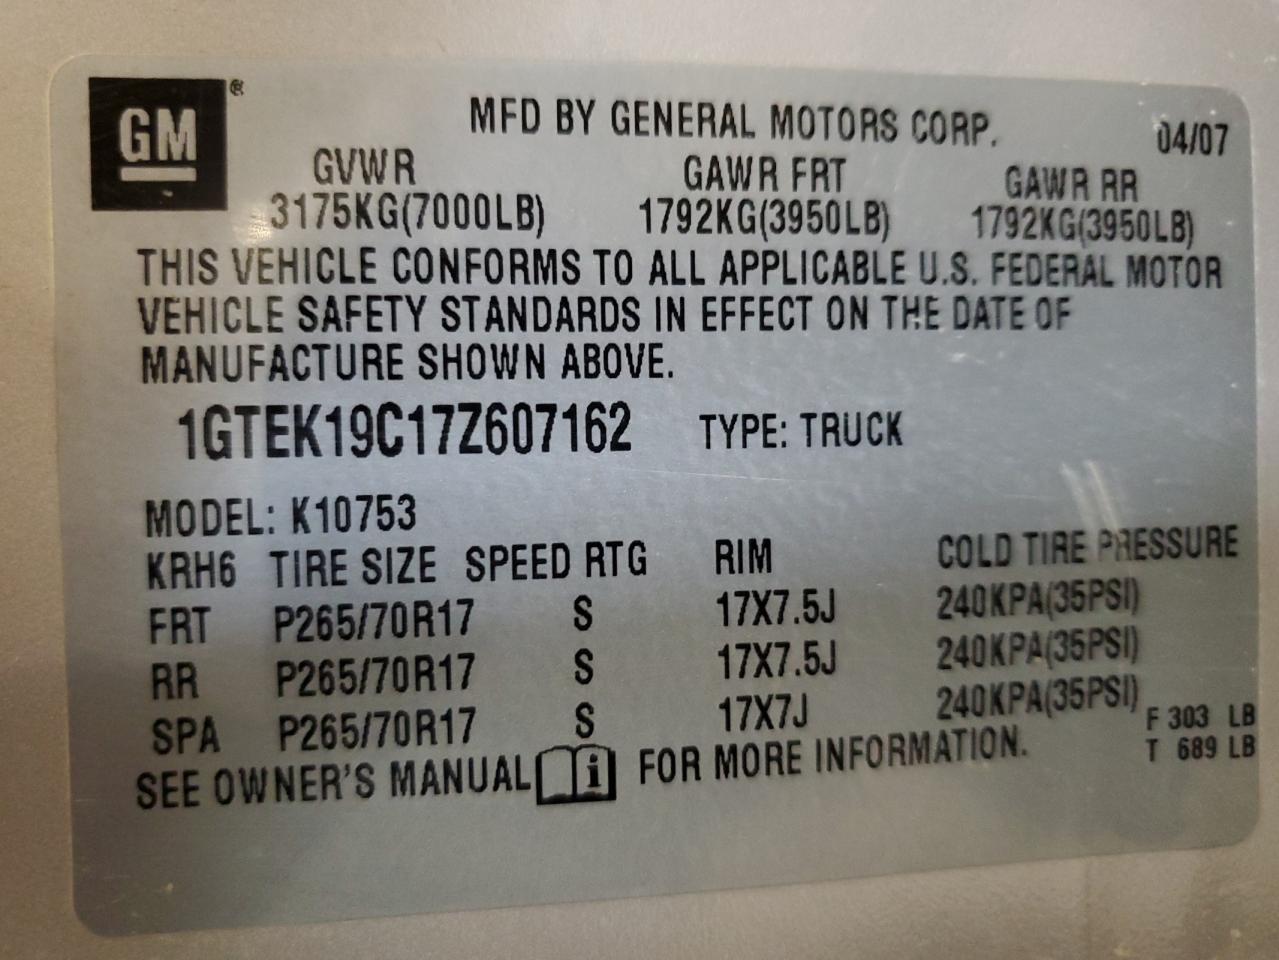 GM®
MFD BY GENERAL MOTORS CORP. 04/07
GVWR GAWR FRT GAWR RR
3175KG(7000LB) 1792KG(3950LB) 1792KG(3950LB)
THIS VEHICLE CONFORMS TO ALL APPLICABLE U.S. FEDERAL MOTOR
VEHICLE SAFETY STANDARDS IN EFFECT ON THE DATE OF
MANUFACTURE SHOWN ABOVE.
1GTEK19C17Z607162 TYPE: TRUCK
MODEL: K10753
KRH6 TIRE SIZE SPEED RTG RIM COLD TIRE PRESSURE
FRT P265/70R17 S 17X7.5J 240KPA(35PSI)
RR P265/70R17 S 17X7.5J 240KPA(35PSI)
SPA P265/70R17 S 17X7J 240KPA(35PSI) F 303 LB
T 689 LB
SEE OWNER'S MANUAL i FOR MORE INFORMATION.